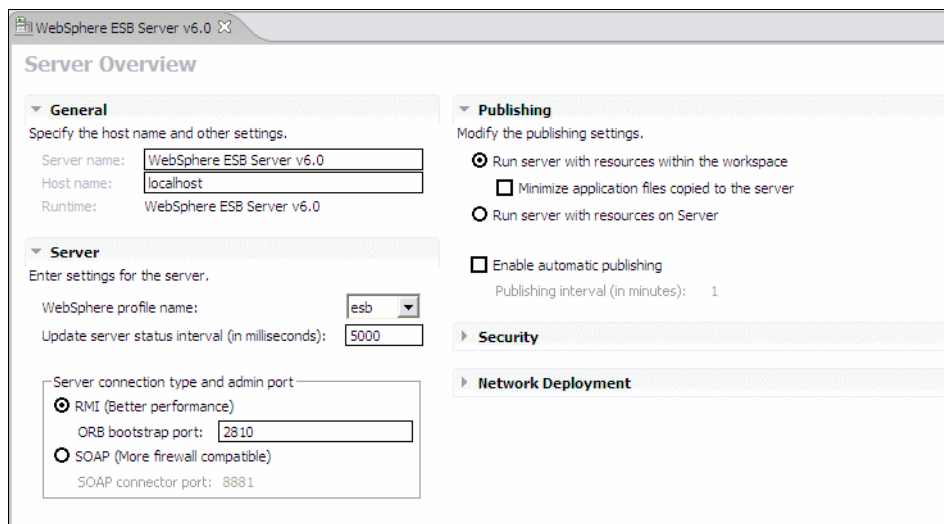 WebSphere ESB Server v6.0
Server Overview
General
Specify the host name and other settings.
Server name: WebSphere ESB Server v6.0
Host name: localhost
Runtime: WebSphere ESB Server v6.0
Server
Enter settings for the server.
WebSphere profile name: esb
Update server status interval (in milliseconds): 5000
Server connection type and admin port
RMI (Better performance)
ORB bootstrap port: 2810
SOAP (More firewall compatible)
SOAP connector port: 8881
Publishing
Modify the publishing settings.
Run server with resources within the workspace
Minimize application files copied to the server
Run server with resources on Server
Enable automatic publishing
Publishing interval (in minutes): 1
Security
Network Deployment